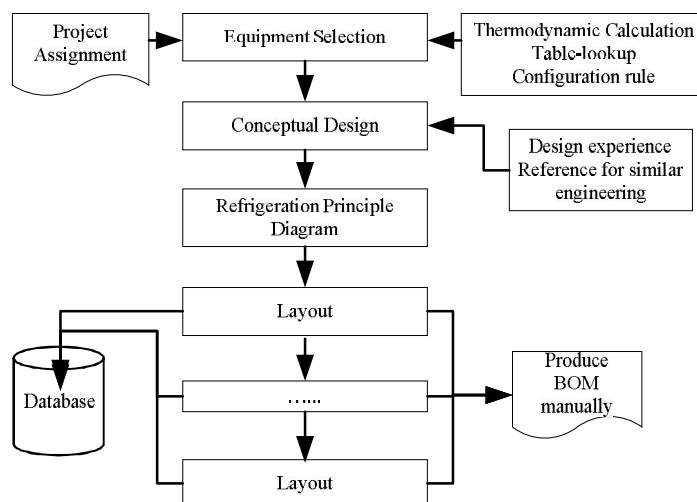 Project
Assignment
Equipment Selection
Thermodynamic Calculation
Table-lookup
Configuration rule
Conceptual Design
Design experience
Reference for similar
engineering
Refrigeration Principle
Diagram
Layout
Database
......
Produce
BOM
manually
Layout